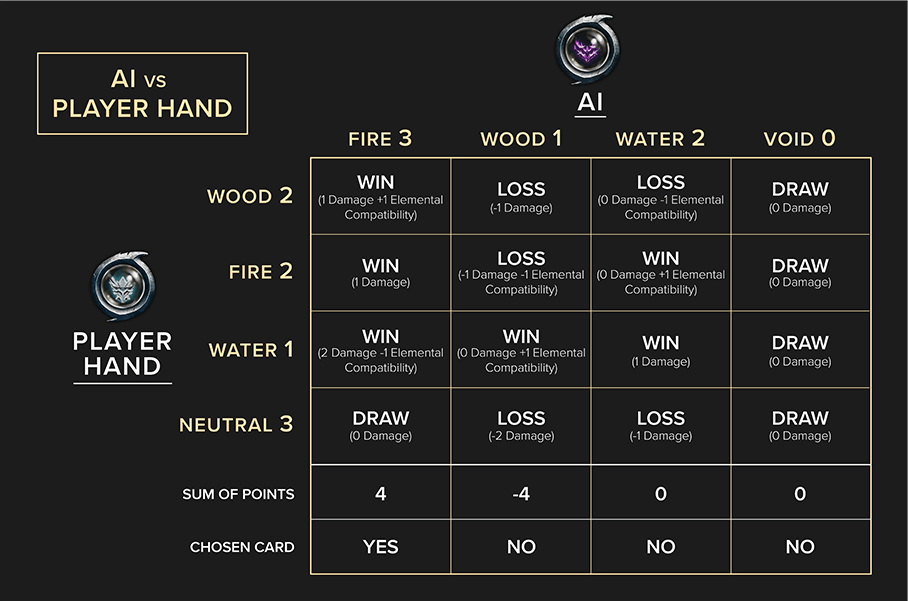 AI vs
PLAYER HAND
AI
FIRE 3 WOOD 1 WATER 2 VOID 0
WOOD 2
WIN
(1 Damage +1 Elemental
Compatibility)
LOSS
(-1 Damage)
LOSS
(0 Damage -1 Elemental
Compatibility)
DRAW
(0 Damage)
FIRE 2
WIN
(1 Damage)
LOSS
(-1 Damage -1 Elemental
Compatibility)
WIN
(0 Damage +1 Elemental
Compatibility)
DRAW
(0 Damage)
PLAYER
HAND
WATER 1
WIN
(2 Damage -1 Elemental
Compatibility)
WIN
(0 Damage +1 Elemental
Compatibility)
WIN
(1 Damage)
DRAW
(0 Damage)
NEUTRAL 3
DRAW
(0 Damage)
LOSS
(-2 Damage)
LOSS
(-1 Damage)
DRAW
(0 Damage)
SUM OF POINTS 4 -4 0 0
CHOSEN CARD YES NO NO NO